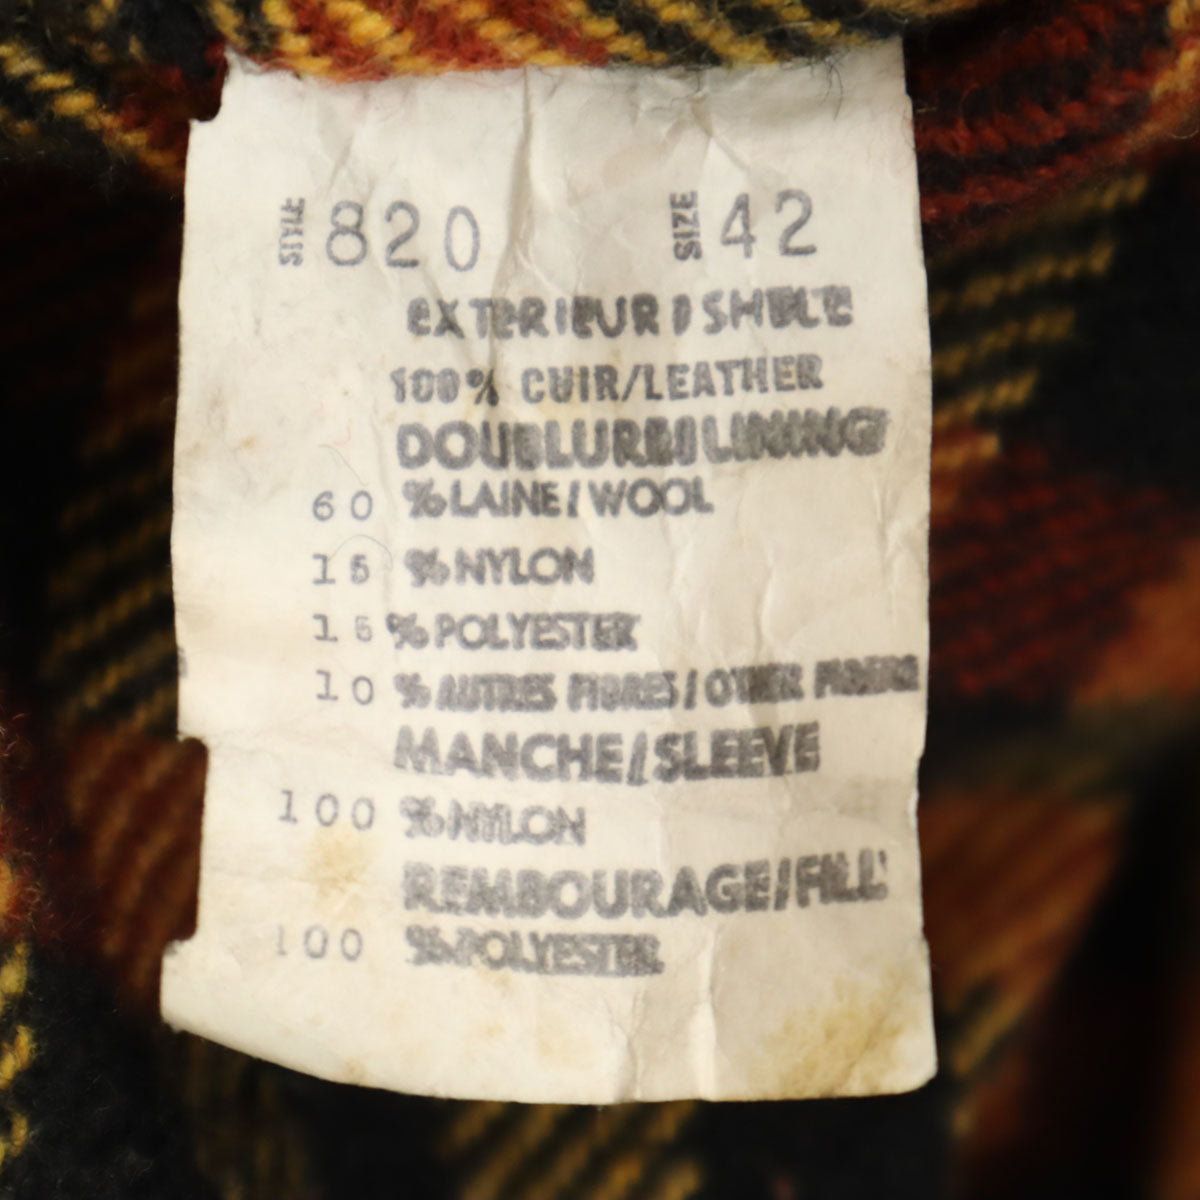 STYLE 820 SIZE 42
EXTERIEUR / SHELL
100% CUIR/LEATHER
DOUBLURE/LINING
60 % LAINE/WOOL
15 % NYLON
15 % POLYESTER
10 % AUTRES FIBRES/OTHER FIBERS
MANCHE/SLEEVE
100 % NYLON
REMBOURAGE/FILL
100 % POLYESTER